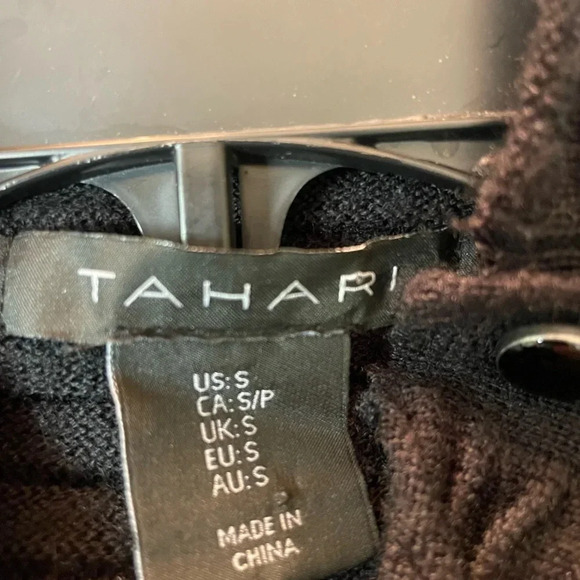 TAHARI
US: S
CA: S/P
UK: S
EU: S
AU: S
MADE IN
CHINA